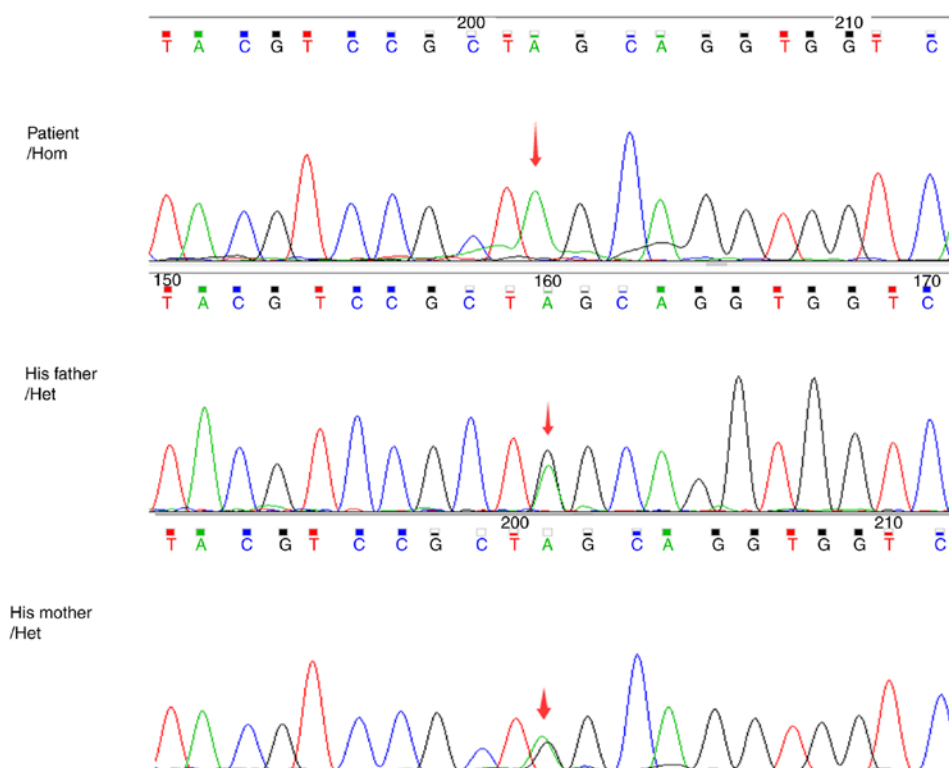 200 210
T A C G T C C G C T A G C A G G T G G T C
Patient
/Hom
150 160 170
T A C G T C C G C T A G C A G G T G G T C
His father
/Het
200 210
T A C G T C C G C T A G C A G G T G G T C
His mother
/Het